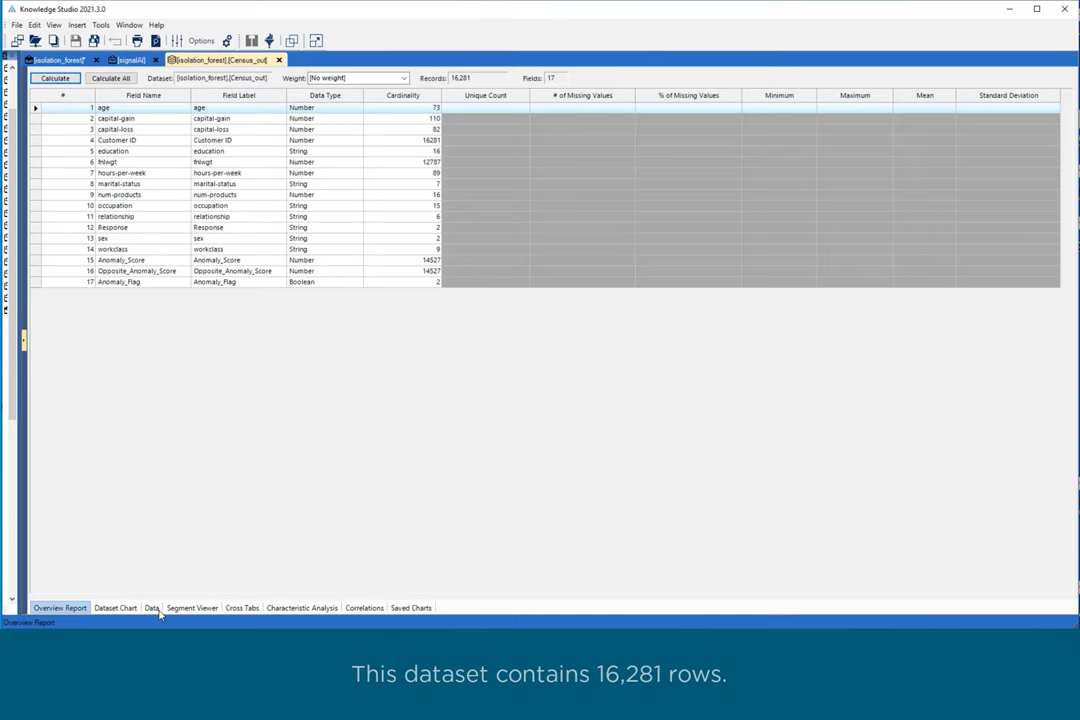 Knowledge Studio 2021.3.0
File Edit View Insert Tools Window Help
Options
[isolation_forest]* [signalAI] [isolation_forest].[Census_out]
Calculate Calculate All Dataset: [isolation_forest].[Census_out] Weight: [No weight] Records: 16,281 Fields: 17
# Field Name Field Label Data Type Cardinality Unique Count # of Missing Values % of Missing Values Minimum Maximum Mean Standard Deviation
1 age age Number 73
2 capital-gain capital-gain Number 110
3 capital-loss capital-loss Number 82
4 Customer ID Customer ID Number 16281
5 education education String 16
6 fnlwgt fnlwgt Number 12787
7 hours-per-week hours-per-week Number 89
8 marital-status marital-status String 7
9 num-products num-products Number 16
10 occupation occupation String 15
11 relationship relationship String 6
12 Response Response String 2
13 sex sex String 2
14 workclass workclass String 9
15 Anomaly_Score Anomaly_Score Number 14527
16 Opposite_Anomaly_Score Opposite_Anomaly_Score Number 14527
17 Anomaly_Flag Anomaly_Flag Boolean 2
Overview Report Dataset Chart Data Segment Viewer Cross Tabs Characteristic Analysis Correlations Saved Charts
Overview Report
This dataset contains 16,281 rows.